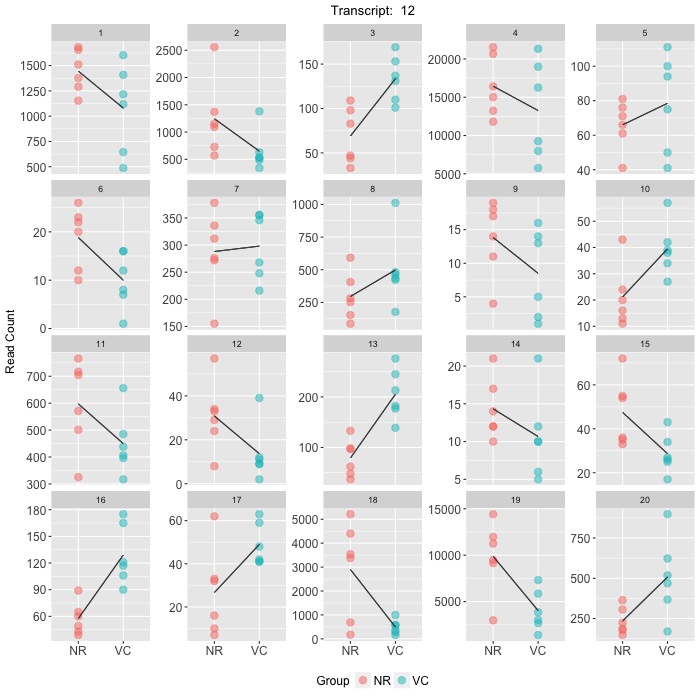 Transcript: 12
1 2 3 4 5
1500 1250 1000 750 500
2500 2000 1500 1000 500
150 100 50
20000 15000 10000 5000
100 80 60 40
6 7 8 9 10
20 10 0
350 300 250 200 150
1000 750 500 250
15 10 5
50 40 30 20 10
Read Count
11 12 13 14 15
700 600 500 400 300
40 20 0
200 100
20 15 10 5
60 40 20
16 17 18 19 20
180 150 120 90 60
60 40 20
5000 4000 3000 2000 1000 0
15000 10000 5000
750 500 250
NR VC NR VC NR VC NR VC NR VC
Group NR VC